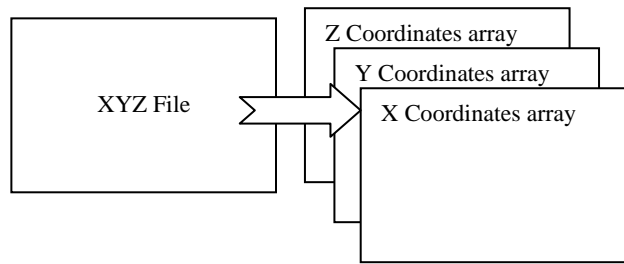 Z Coordinates array
Y Coordinates array
XYZ File
X Coordinates array